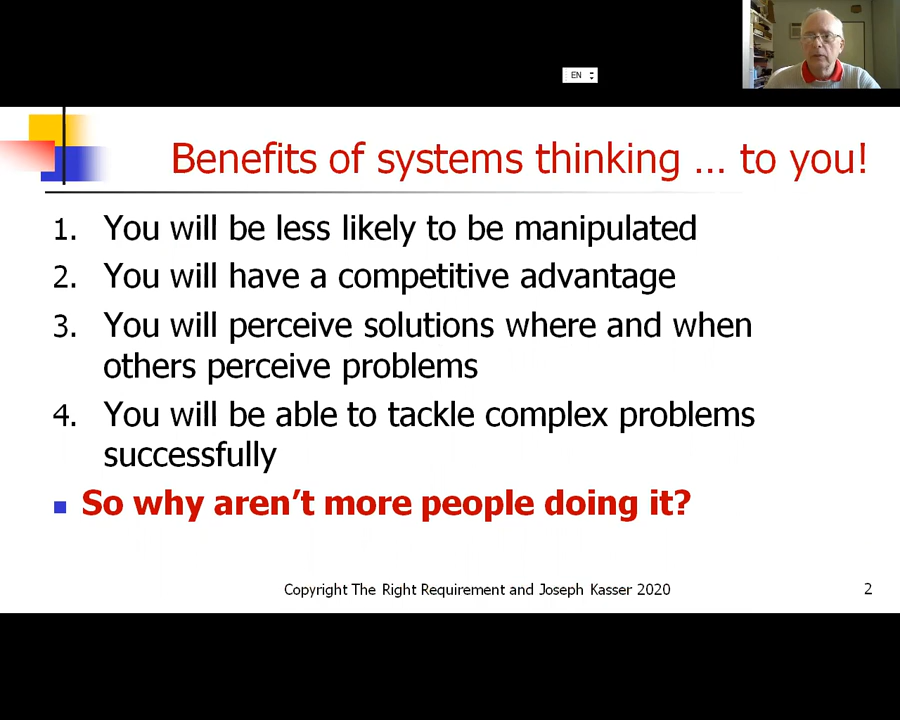 EN
Benefits of systems thinking ... to you!
1. You will be less likely to be manipulated
2. You will have a competitive advantage
3. You will perceive solutions where and when
others perceive problems
4. You will be able to tackle complex problems
successfully
So why aren’t more people doing it?
Copyright The Right Requirement and Joseph Kasser 2020
2